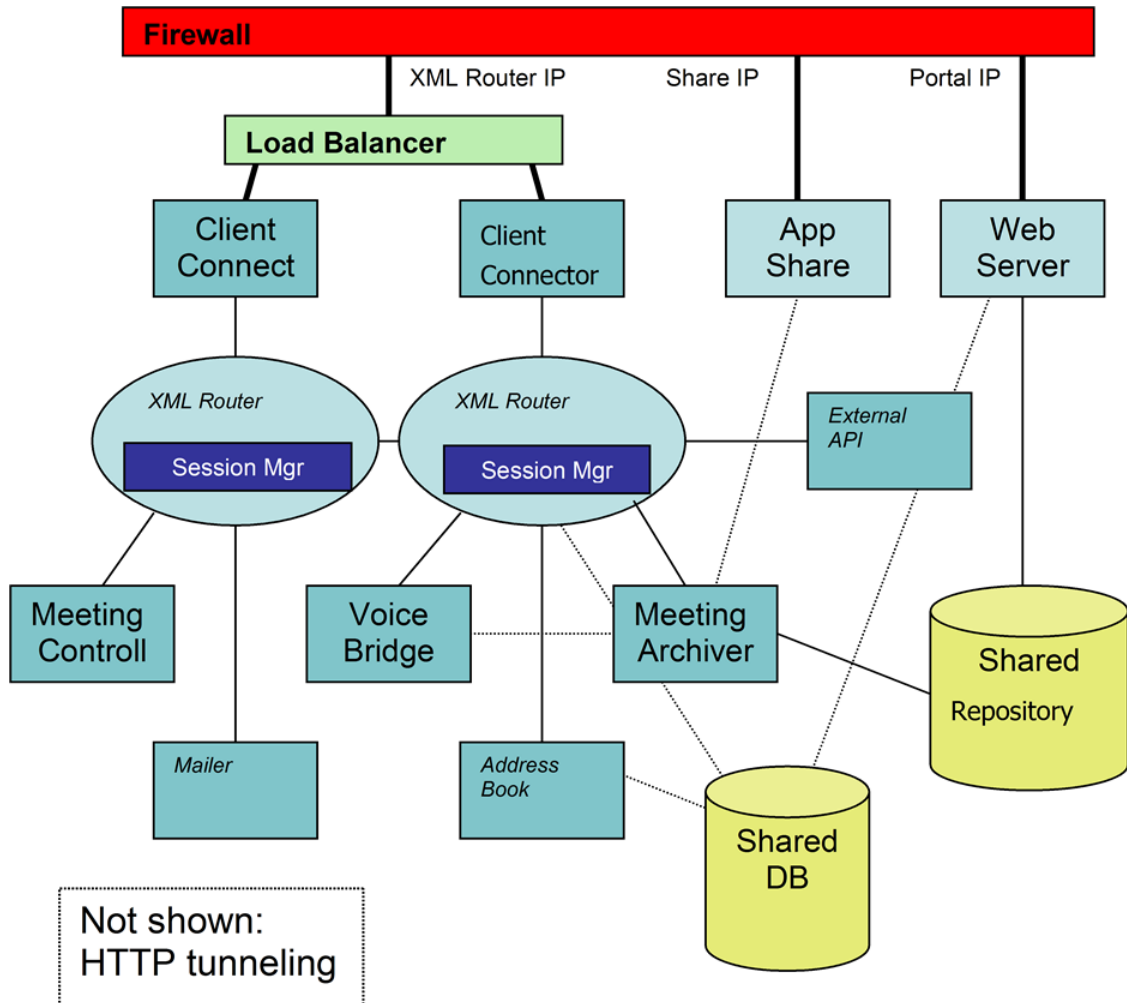 Firewall
XML Router IP
Share IP
Portal IP
Load Balancer
Client
Connect
Client
Connector
App
Share
Web
Server
XML Router
Session Mgr
XML Router
Session Mgr
External
API
Meeting
Controll
Voice
Bridge
Meeting
Archiver
Shared
Repository
Mailer
Address
Book
Shared
DB
Not shown:
HTTP tunneling